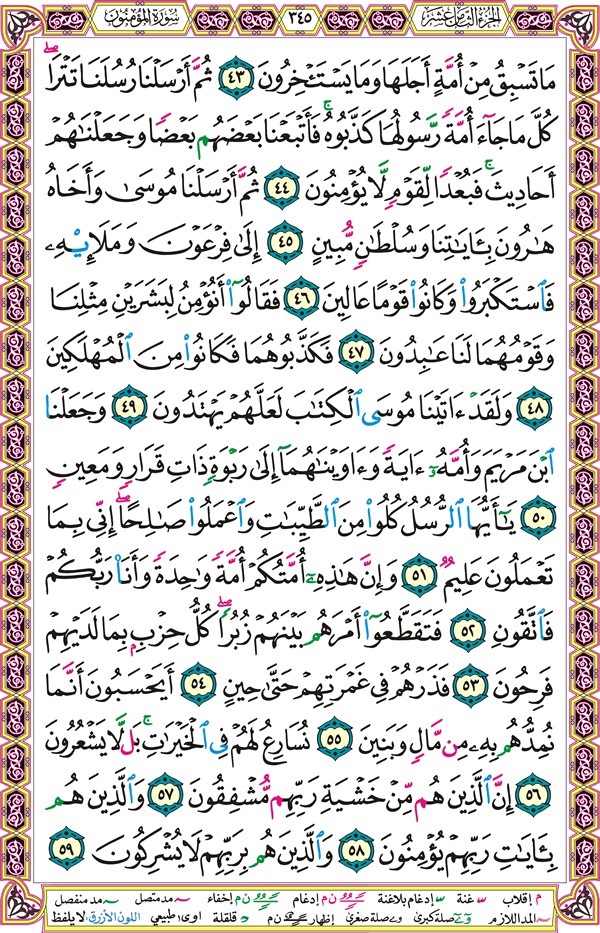 الجزء الثامن عشر ٣٤٥ سورة المؤمنون
مَا تَسْبِقُ مِنْ أُمَّةٍ أَجَلَهَا وَمَا يَسْتَـْٔخِرُونَ ٤٣ ثُمَّ أَرْسَلْنَا رُسُلَنَا تَتْرَا ۖ
كُلَّ مَا جَآءَ أُمَّةً رَّسُولُهَا كَذَّبُوهُ ۚ فَأَتْبَعْنَا بَعْضَهُم بَعْضًا وَجَعَلْنَٰهُمْ
أَحَادِيثَ ۚ فَبُعْدًا لِّقَوْمٍ لَّا يُؤْمِنُونَ ٤٤ ثُمَّ أَرْسَلْنَا مُوسَىٰ وَأَخَاهُ
هَٰرُونَ بِـَٔايَٰتِنَا وَسُلْطَٰنٍ مُّبِينٍ ٤٥ إِلَىٰ فِرْعَوْنَ وَمَلَإِيْهِۦ
فَٱسْتَكْبَرُوا۟ وَكَانُوا۟ قَوْمًا عَالِينَ ٤٦ فَقَالُوٓا۟ أَنُؤْمِنُ لِبَشَرَيْنِ مِثْلِنَا
وَقَوْمُهُمَا لَنَا عَٰبِدُونَ ٤٧ فَكَذَّبُوهُمَا فَكَانُوا۟ مِنَ ٱلْمُهْلَكِينَ
٤٨ وَلَقَدْ ءَاتَيْنَا مُوسَى ٱلْكِتَٰبَ لَعَلَّهُمْ يَهْتَدُونَ ٤٩ وَجَعَلْنَا
ٱبْنَ مَرْيَمَ وَأُمَّهُۥٓ ءَايَةً وَءَاوَيْنَٰهُمَآ إِلَىٰ رَبْوَةٍ ذَاتِ قَرَارٍ وَمَعِينٍ
٥٠ يَٰٓأَيُّهَا ٱلرُّسُلُ كُلُوا۟ مِنَ ٱلطَّيِّبَٰتِ وَٱعْمَلُوا۟ صَٰلِحًا ۖ إِنِّى بِمَا
تَعْمَلُونَ عَلِيمٌ ٥١ وَإِنَّ هَٰذِهِۦٓ أُمَّتُكُمْ أُمَّةً وَٰحِدَةً وَأَنَا۠ رَبُّكُمْ
فَٱتَّقُونِ ٥٢ فَتَقَطَّعُوٓا۟ أَمْرَهُم بَيْنَهُمْ زُبُرًا ۖ كُلُّ حِزْبٍۭ بِمَا لَدَيْهِمْ
فَرِحُونَ ٥٣ فَذَرْهُمْ فِى غَمْرَتِهِمْ حَتَّىٰ حِينٍ ٥٤ أَيَحْسَبُونَ أَنَّمَا
نُمِدُّهُم بِهِۦ مِن مَّالٍ وَبَنِينَ ٥٥ نُسَارِعُ لَهُمْ فِى ٱلْخَيْرَٰتِ ۚ بَل لَّا يَشْعُرُونَ
٥٦ إِنَّ ٱلَّذِينَ هُم مِّنْ خَشْيَةِ رَبِّهِم مُّشْفِقُونَ ٥٧ وَٱلَّذِينَ هُم
بِـَٔايَٰتِ رَبِّهِمْ يُؤْمِنُونَ ٥٨ وَٱلَّذِينَ هُم بِرَبِّهِمْ لَا يُشْرِكُونَ ٥٩
م إقلاب غنة إدغام بلاغنة ن م إدغام ن م إخفاء مد متصل مد منفصل
المد اللازم صلة كبرى صلة صغرى إظهار ن م قلقلة اوى طبيعي اللون الأزرق: لا يلفظ